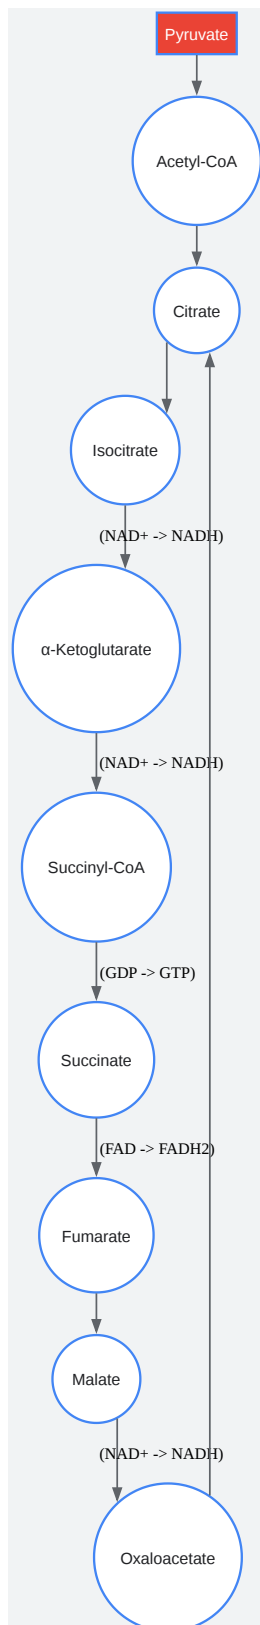 Pyruvate
Acetyl-CoA
Citrate
Isocitrate
(NAD+ -> NADH)
α-Ketoglutarate
(NAD+ -> NADH)
Succinyl-CoA
(GDP -> GTP)
Succinate
(FAD -> FADH2)
Fumarate
Malate
(NAD+ -> NADH)
Oxaloacetate